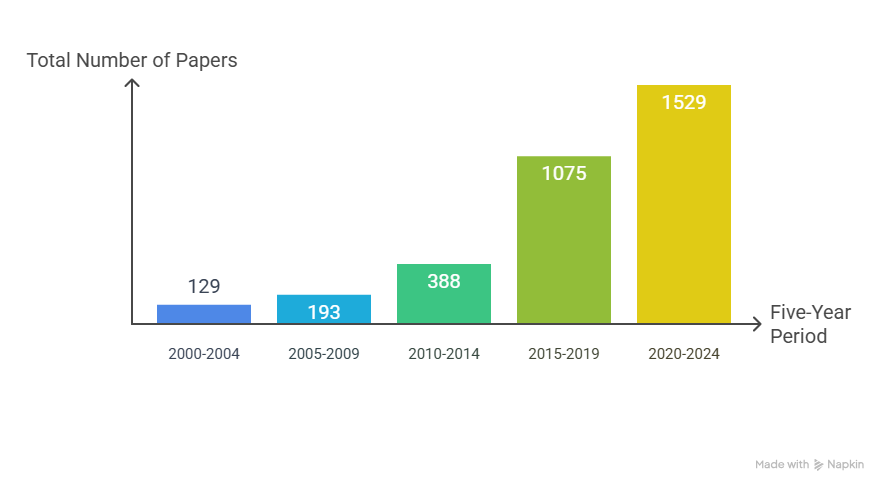 Total Number of Papers
1529
1075
388
129
193
Five-Year
Period
2000-2004
2005-2009
2010-2014
2015-2019
2020-2024
Made with Napkin